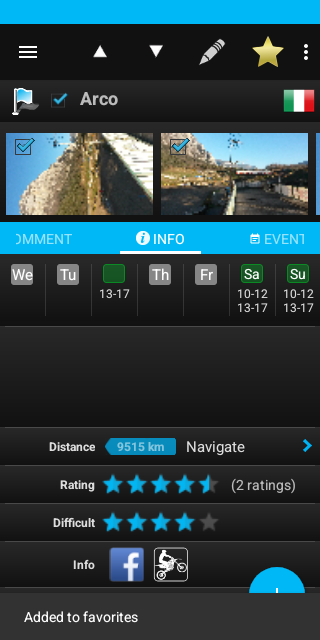 Arco
OMMENT
INFO
EVENT
We Tu Th Fr Sa Su
13-17 10-12 10-12
13-17 13-17
Distance 9515 km Navigate
Rating (2 ratings)
Difficult
Info
Added to favorites